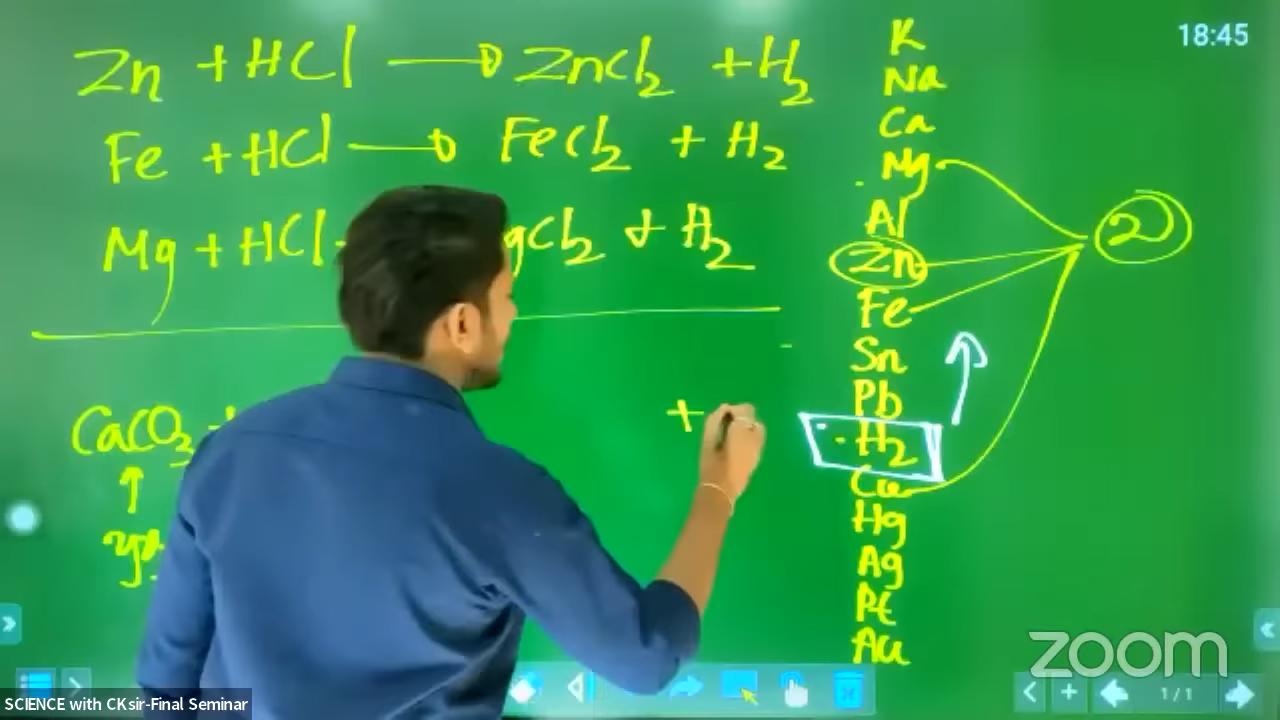 Zn + HCl → ZnCl₂ + H₂
Fe + HCl → FeCl₂ + H₂
Mg + HCl gCl₂ + H₂
CaCO₃ +
+
K
Na
Ca
Mg
Al
Zn
Fe
Sn
Pb
H₂
Cu
Hg
Ag
Pt
Au
2
18:45
zoom
1/1
SCIENCE with CKsir-Final Seminar